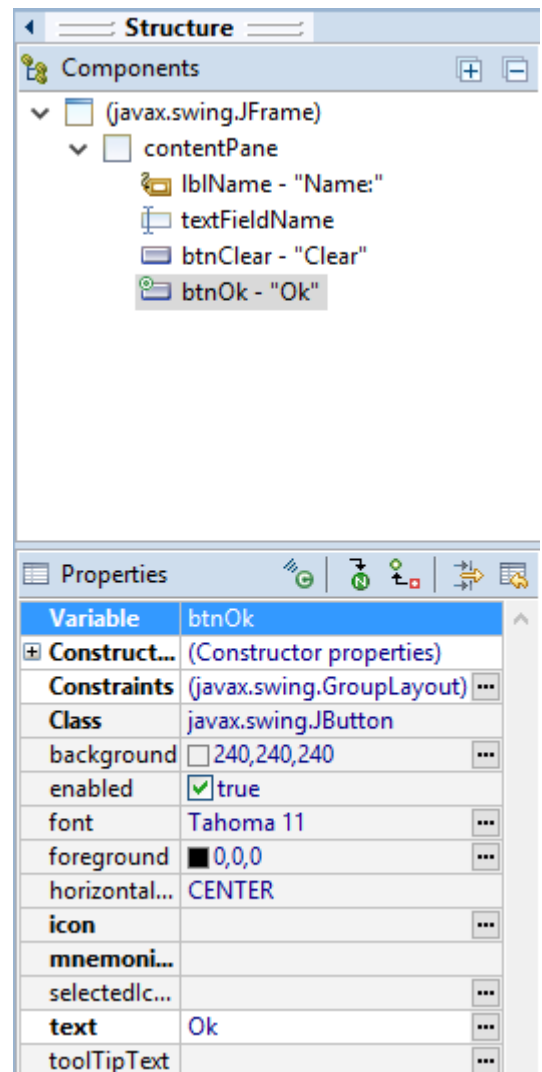 Structure
Components
(javax.swing.JFrame)
contentPane
lblName - "Name:"
textFieldName
btnClear - "Clear"
btnOk - "Ok"
Properties
Variable btnOk
Construct... (Constructor properties)
Constraints (javax.swing.GroupLayout) ...
Class javax.swing.JButton
background 240,240,240 ...
enabled true
font Tahoma 11 ...
foreground 0,0,0 ...
horizontal... CENTER
icon ...
mnemoni...
selectedIc... ...
text Ok ...
toolTipText ...